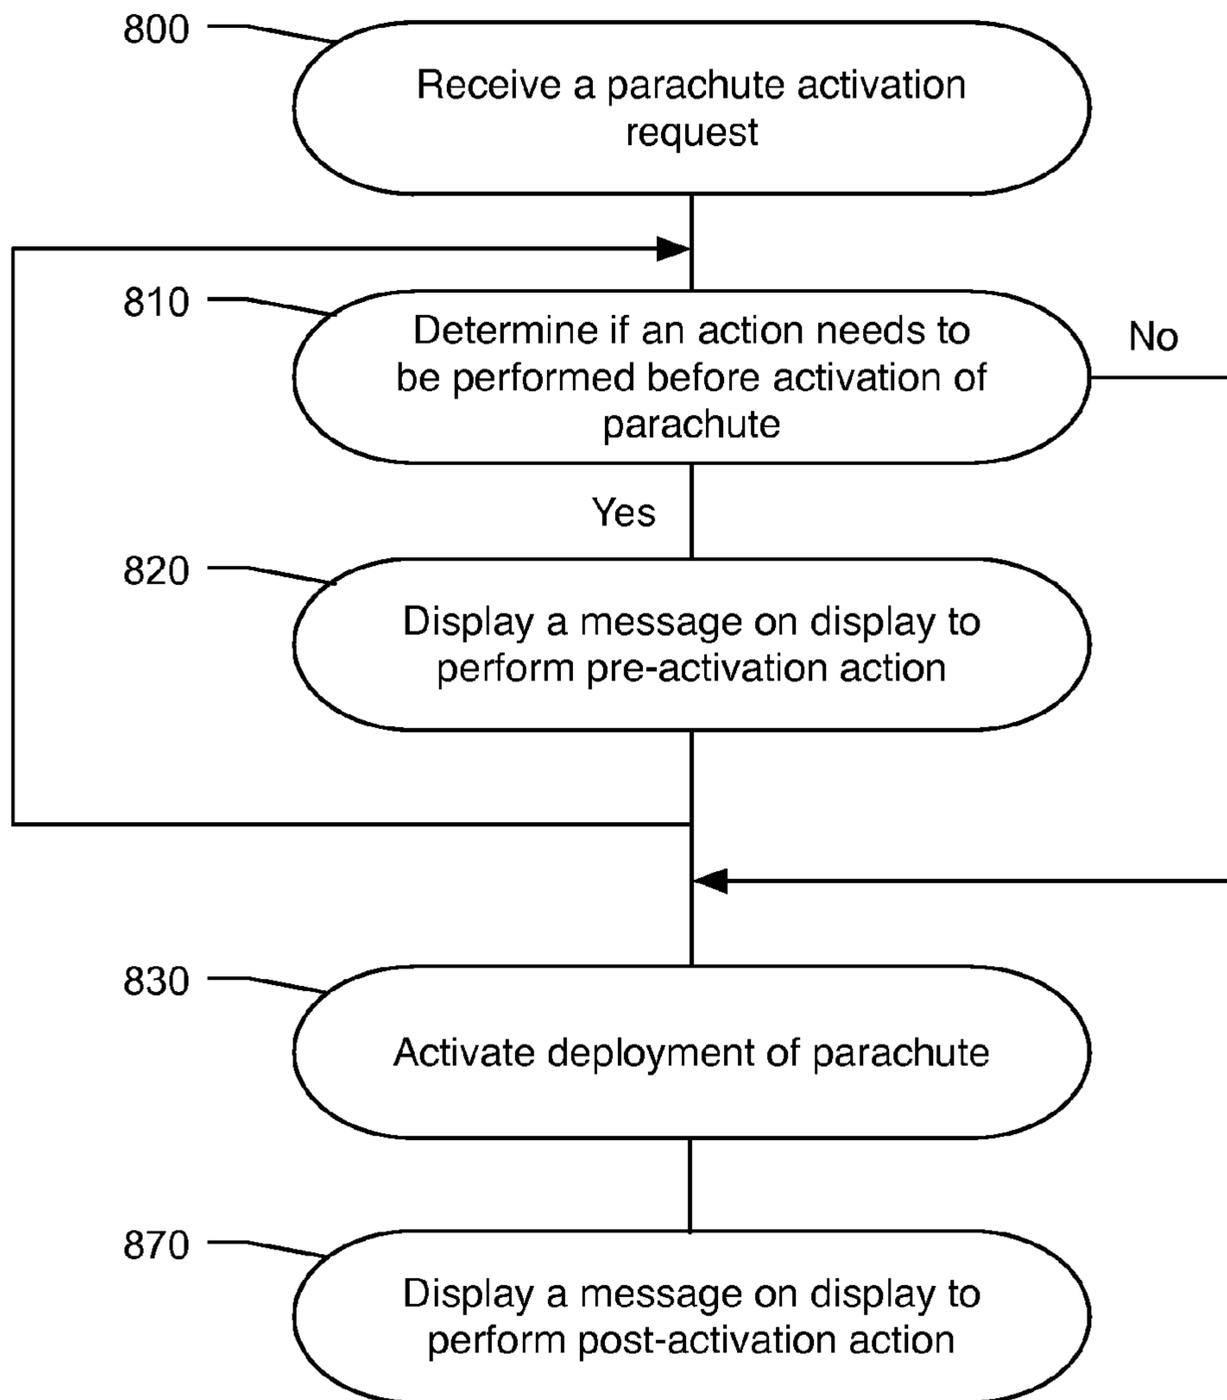 800
Receive a parachute activation
request
810
Determine if an action needs to
be performed before activation of
parachute
No
Yes
820
Display a message on display to
perform pre-activation action
830
Activate deployment of parachute
870
Display a message on display to
perform post-activation action